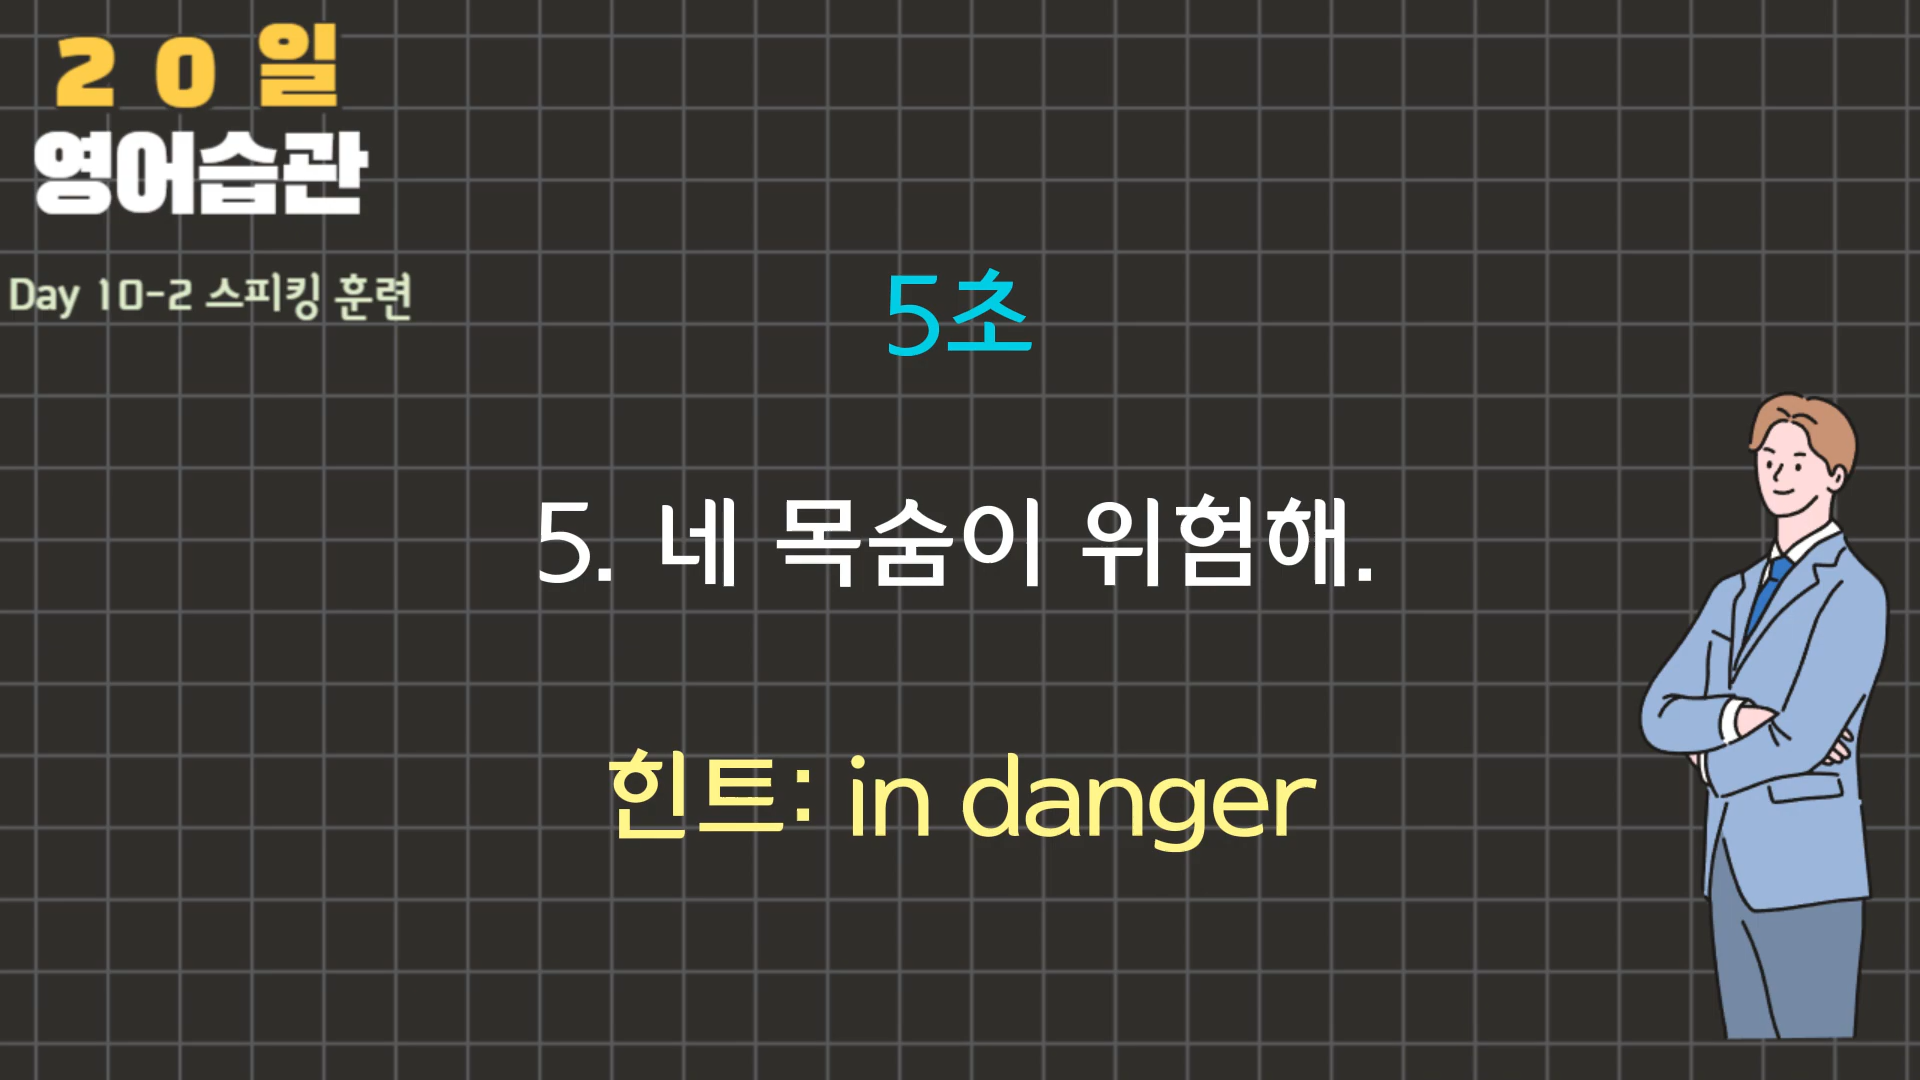 20일
영어습관
Day 10-2 스피킹 훈련
5초
5. 네 목숨이 위험해.
힌트: in danger